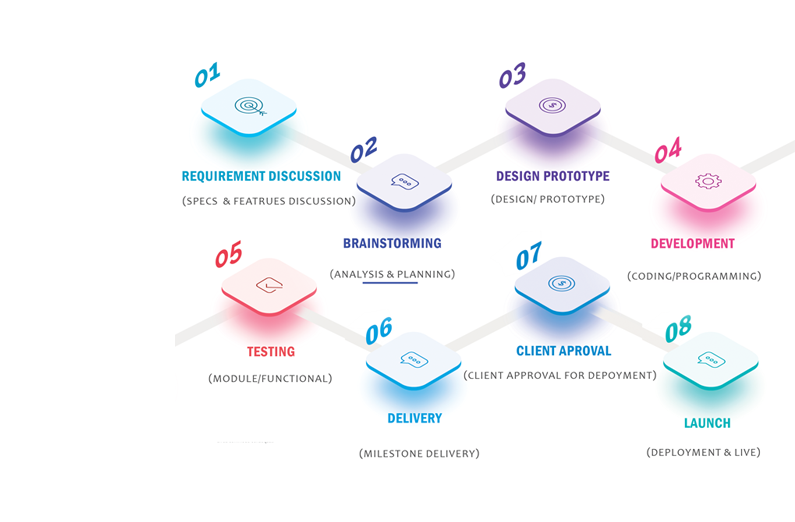 01
REQUIREMENT DISCUSSION
(SPECS & FEATRUES DISCUSSION)
02
BRAINSTORMING
(ANALYSIS & PLANNING)
03
DESIGN PROTOTYPE
(DESIGN/ PROTOTYPE)
04
DEVELOPMENT
(CODING/PROGRAMMING)
05
TESTING
(MODULE/FUNCTIONAL)
06
DELIVERY
(MILESTONE DELIVERY)
07
CLIENT APROVAL
(CLIENT APPROVAL FOR DEPOYMENT)
08
LAUNCH
(DEPLOYMENT & LIVE)